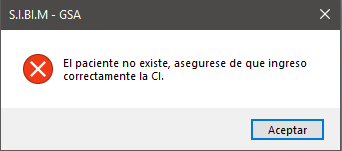 S.I.BI.M - GSA
El paciente no existe, asegurese de que ingreso
correctamente la CI.
Aceptar